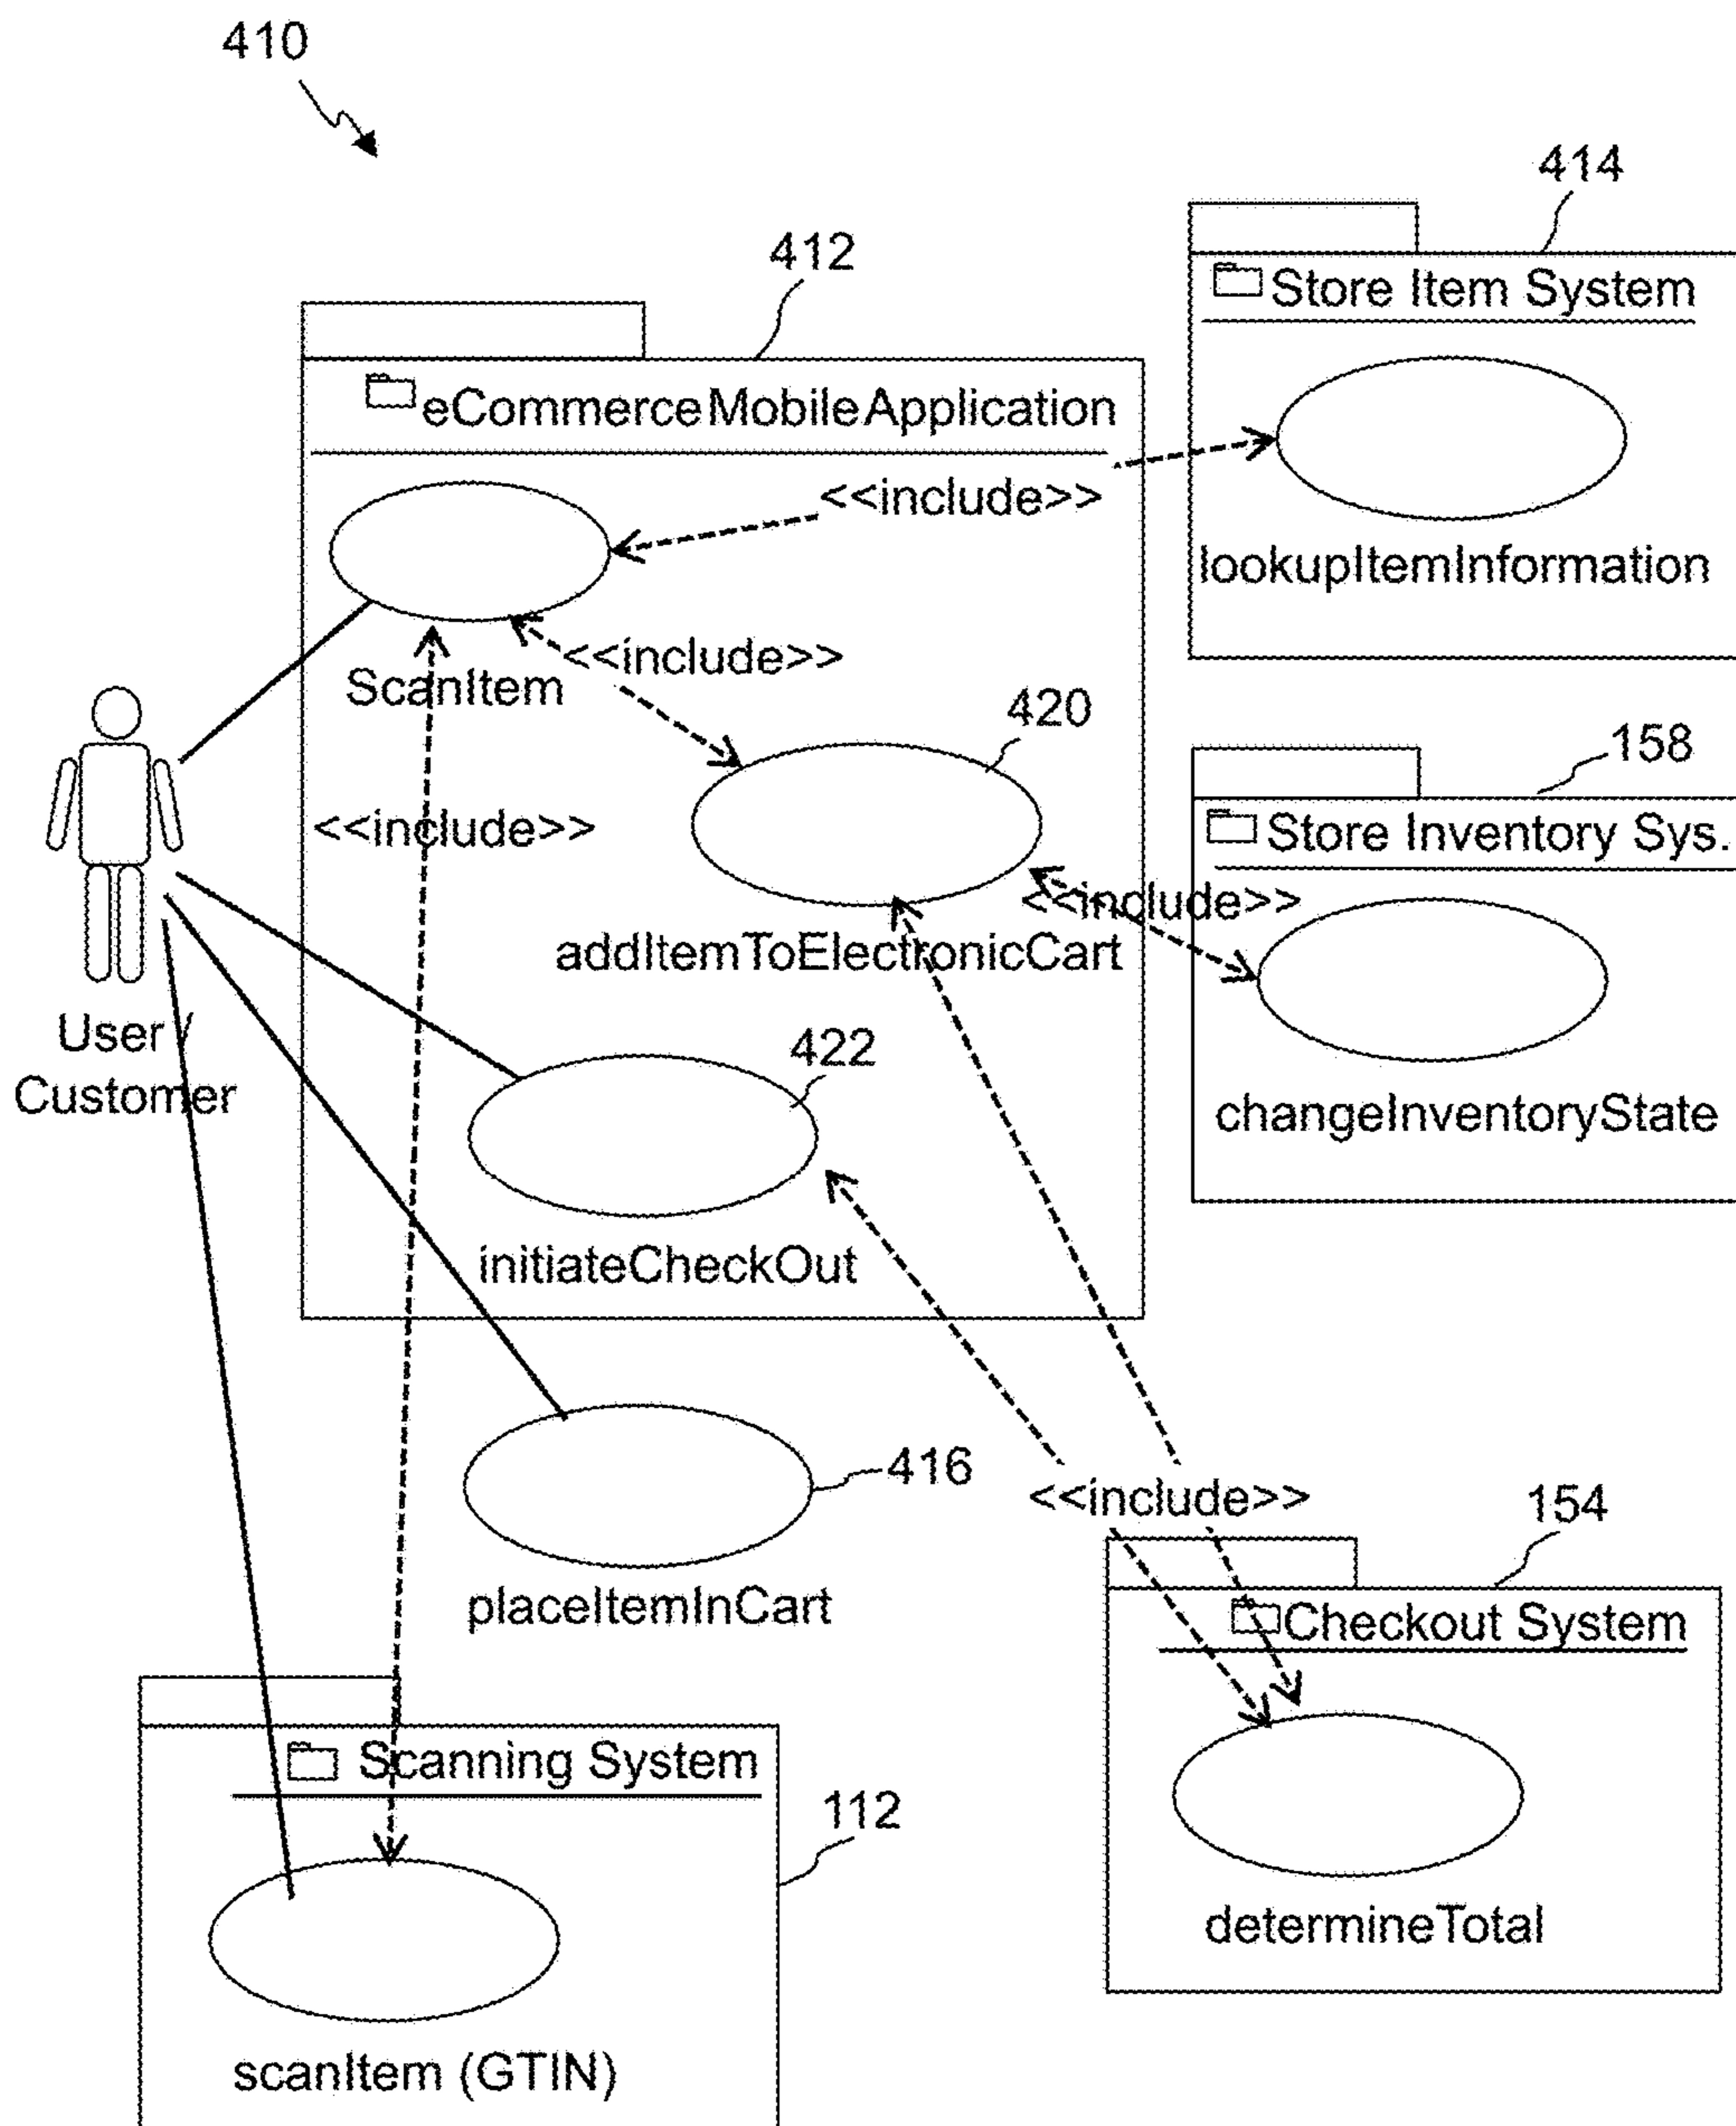 410
414
412
Store Item System
eCommerceMobileApplication
<<include>>
lookupItemInformation
<<include>>
ScanItem
420
158
<<include>>
Store Inventory Sys.
<<include>>
addItemToElectronicCart
User /
Customer
422
changeInventoryState
initiateCheckOut
416
<<include>>
154
placeItemInCart
Checkout System
Scanning System
112
determineTotal
scanItem (GTIN)